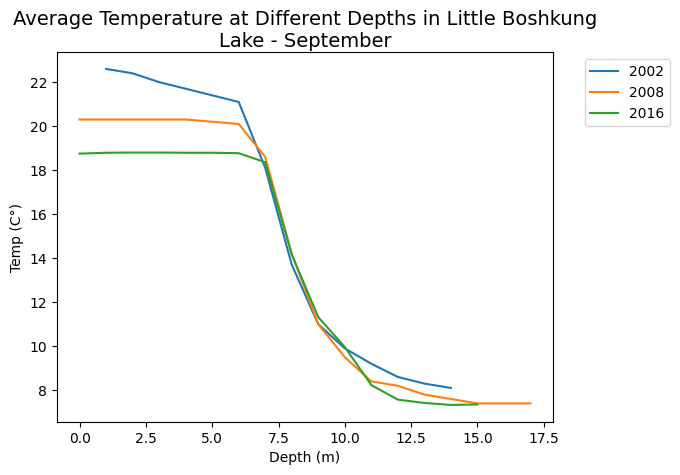 Average Temperature at Different Depths in Little Boshkung
Lake - September
2002
2008
2016
Temp (C°)
22
20
18
16
14
12
10
8
0.0 2.5 5.0 7.5 10.0 12.5 15.0 17.5
Depth (m)